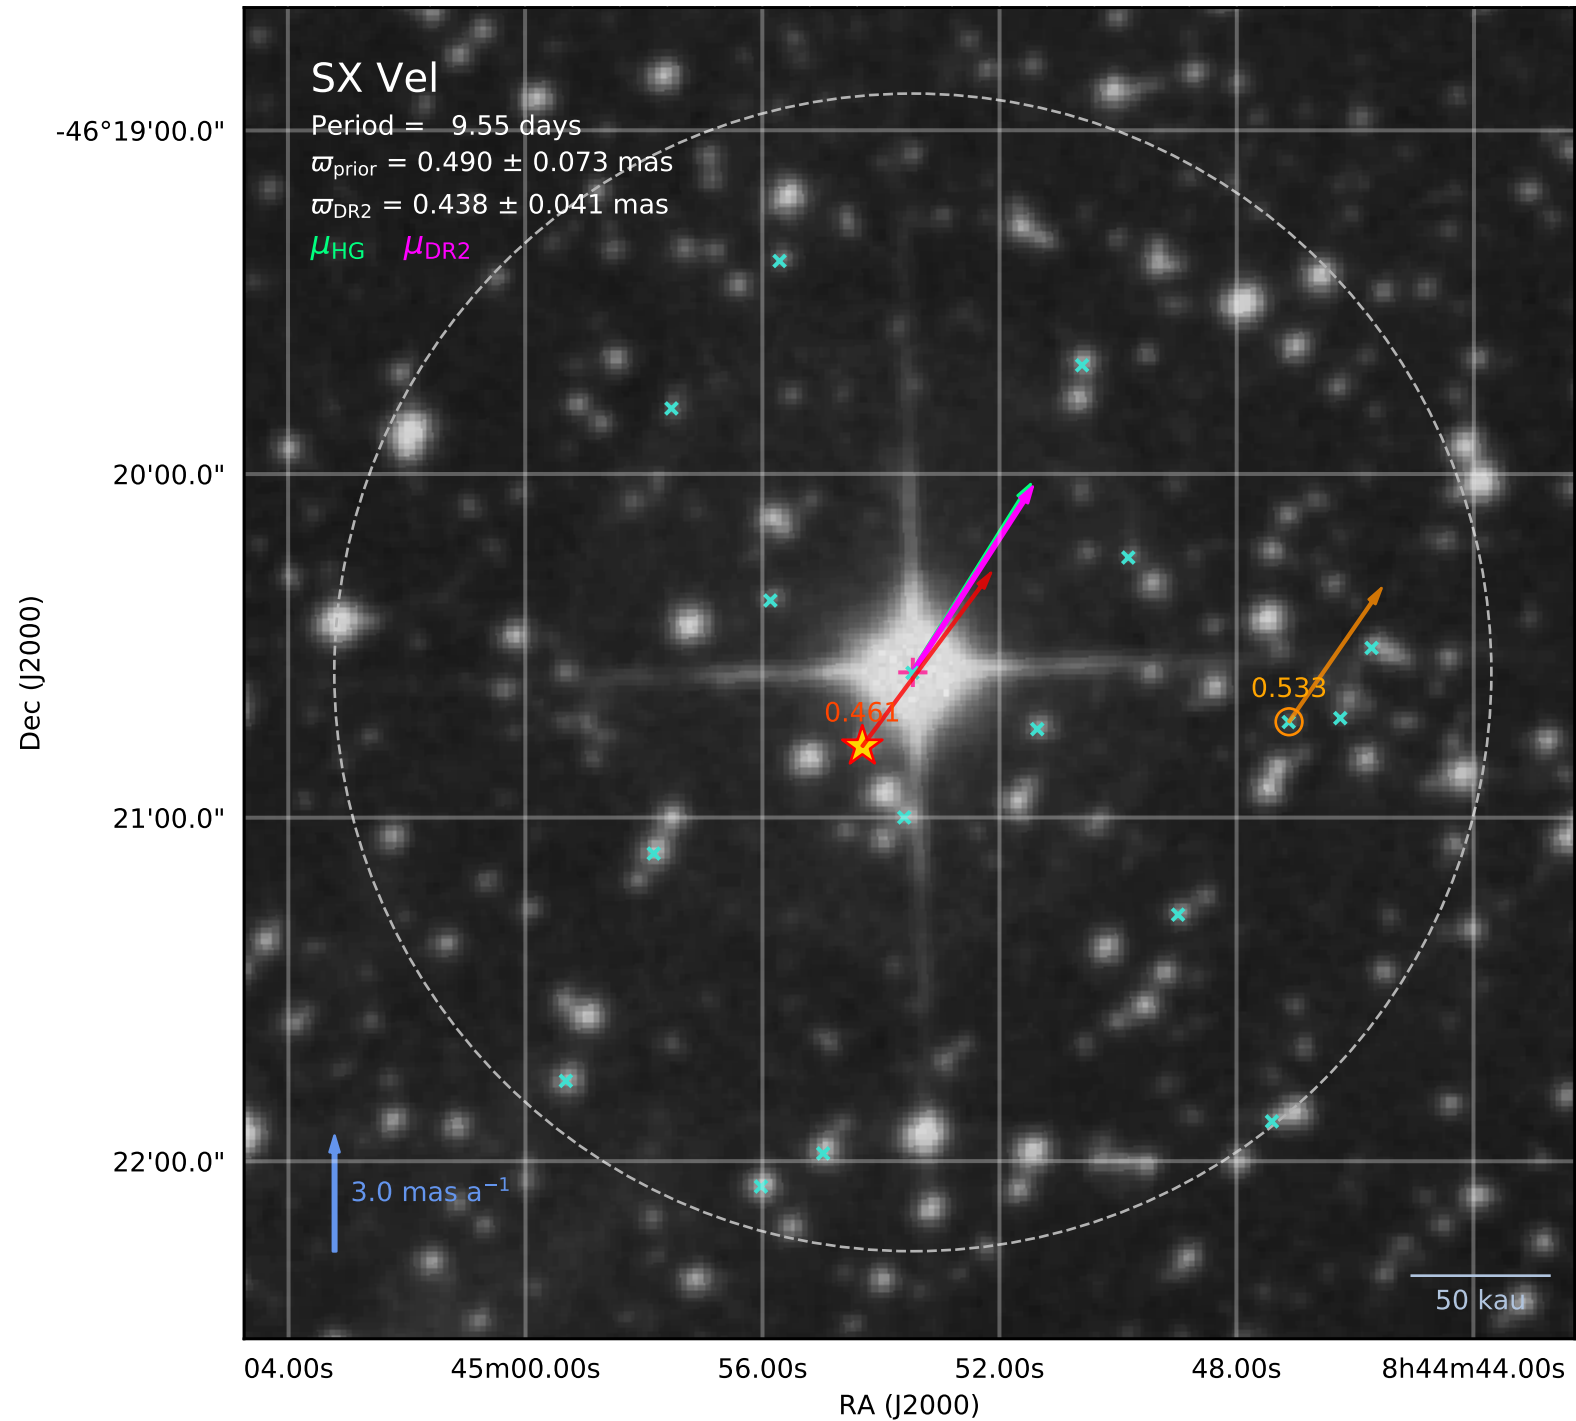 SX Vel
Period = 9.55 days
ϖprior = 0.490 ± 0.073 mas
ϖDR2 = 0.438 ± 0.041 mas
μHG μDR2
-46°19'00.0"
20'00.0"
21'00.0"
22'00.0"
Dec (J2000)
0.461
0.533
3.0 mas a⁻¹
50 kau
04.00s 45m00.00s 56.00s 52.00s 48.00s 8h44m44.00s
RA (J2000)